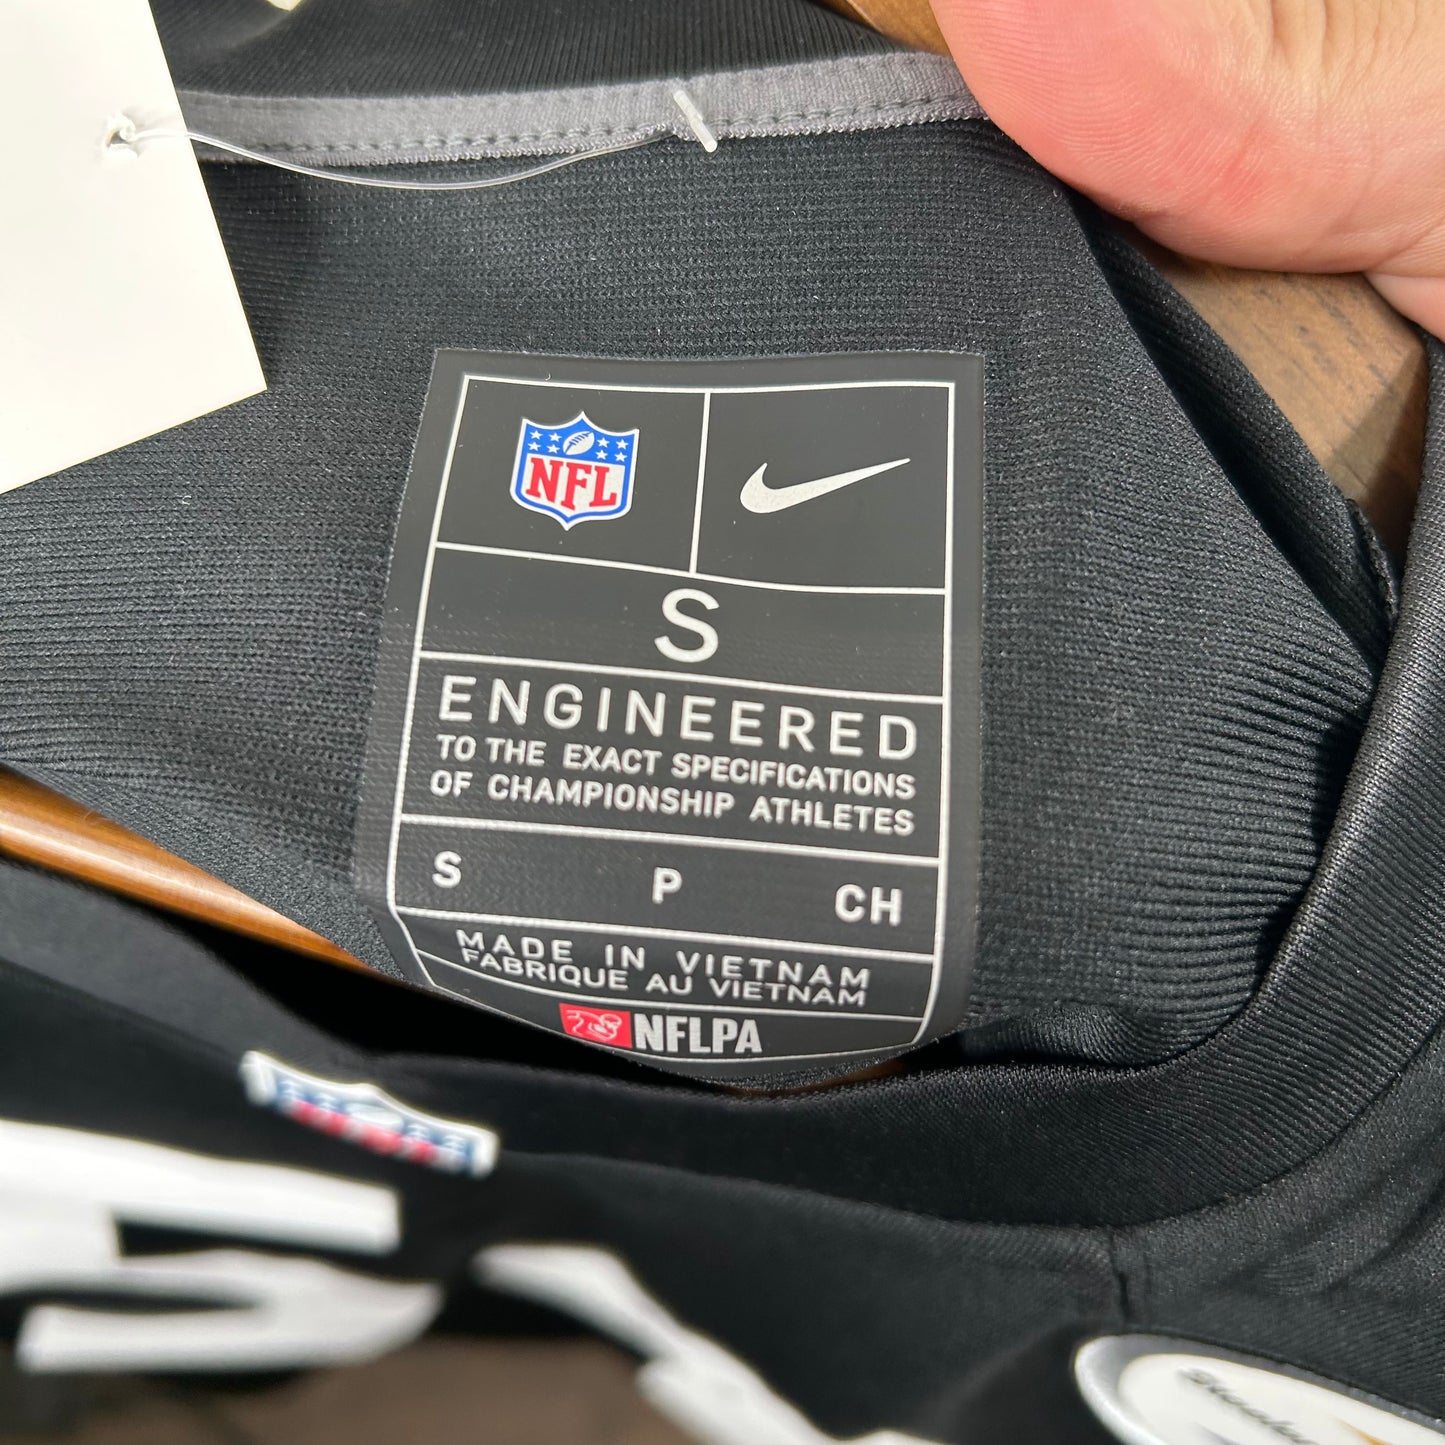 NFL
S
ENGINEERED
TO THE EXACT SPECIFICATIONS
OF CHAMPIONSHIP ATHLETES
S P CH
MADE IN VIETNAM
FABRIQUE AU VIETNAM
NFLPA